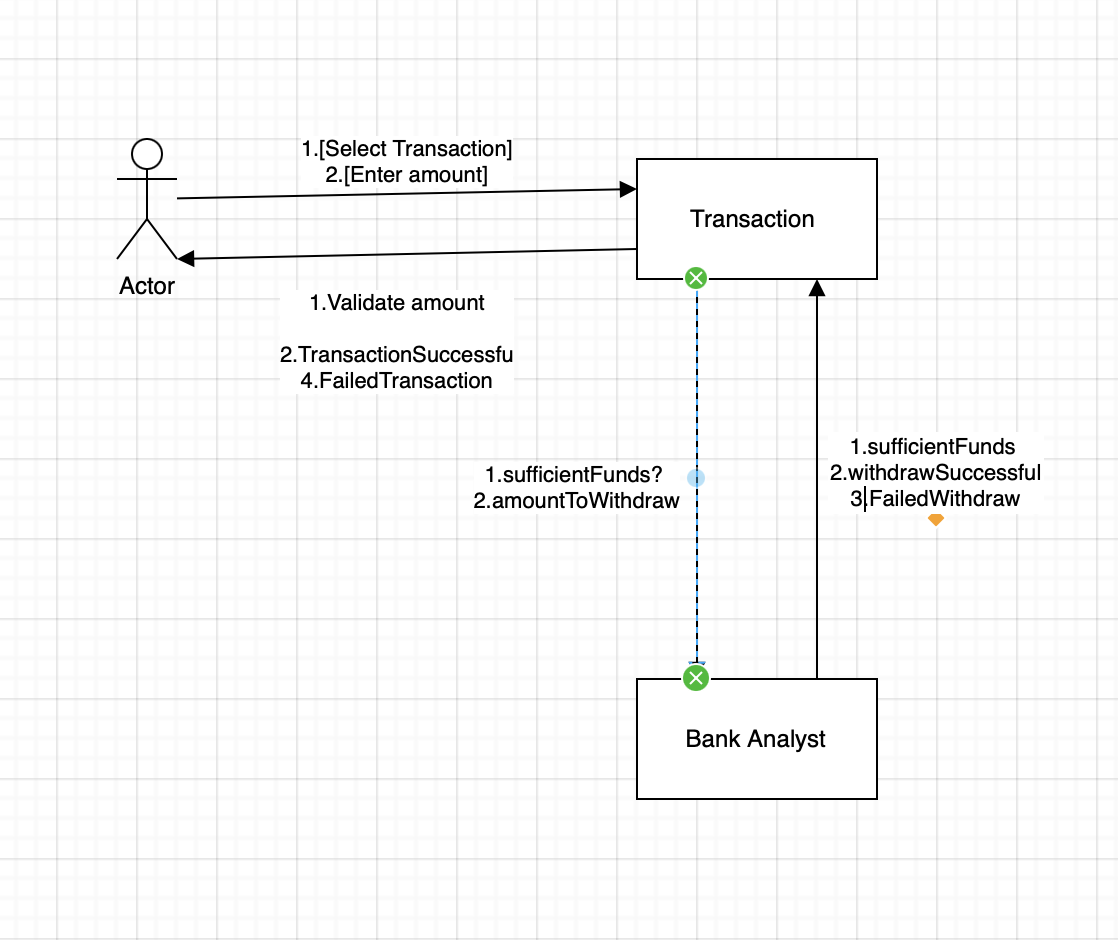 1.[Select Transaction]
2.[Enter amount]
Transaction
Actor
1.Validate amount
2.TransactionSuccessfu
4.FailedTransaction
1.sufficientFunds?
2.amountToWithdraw
1.sufficientFunds
2.withdrawSuccessful
3.FailedWithdraw
Bank Analyst